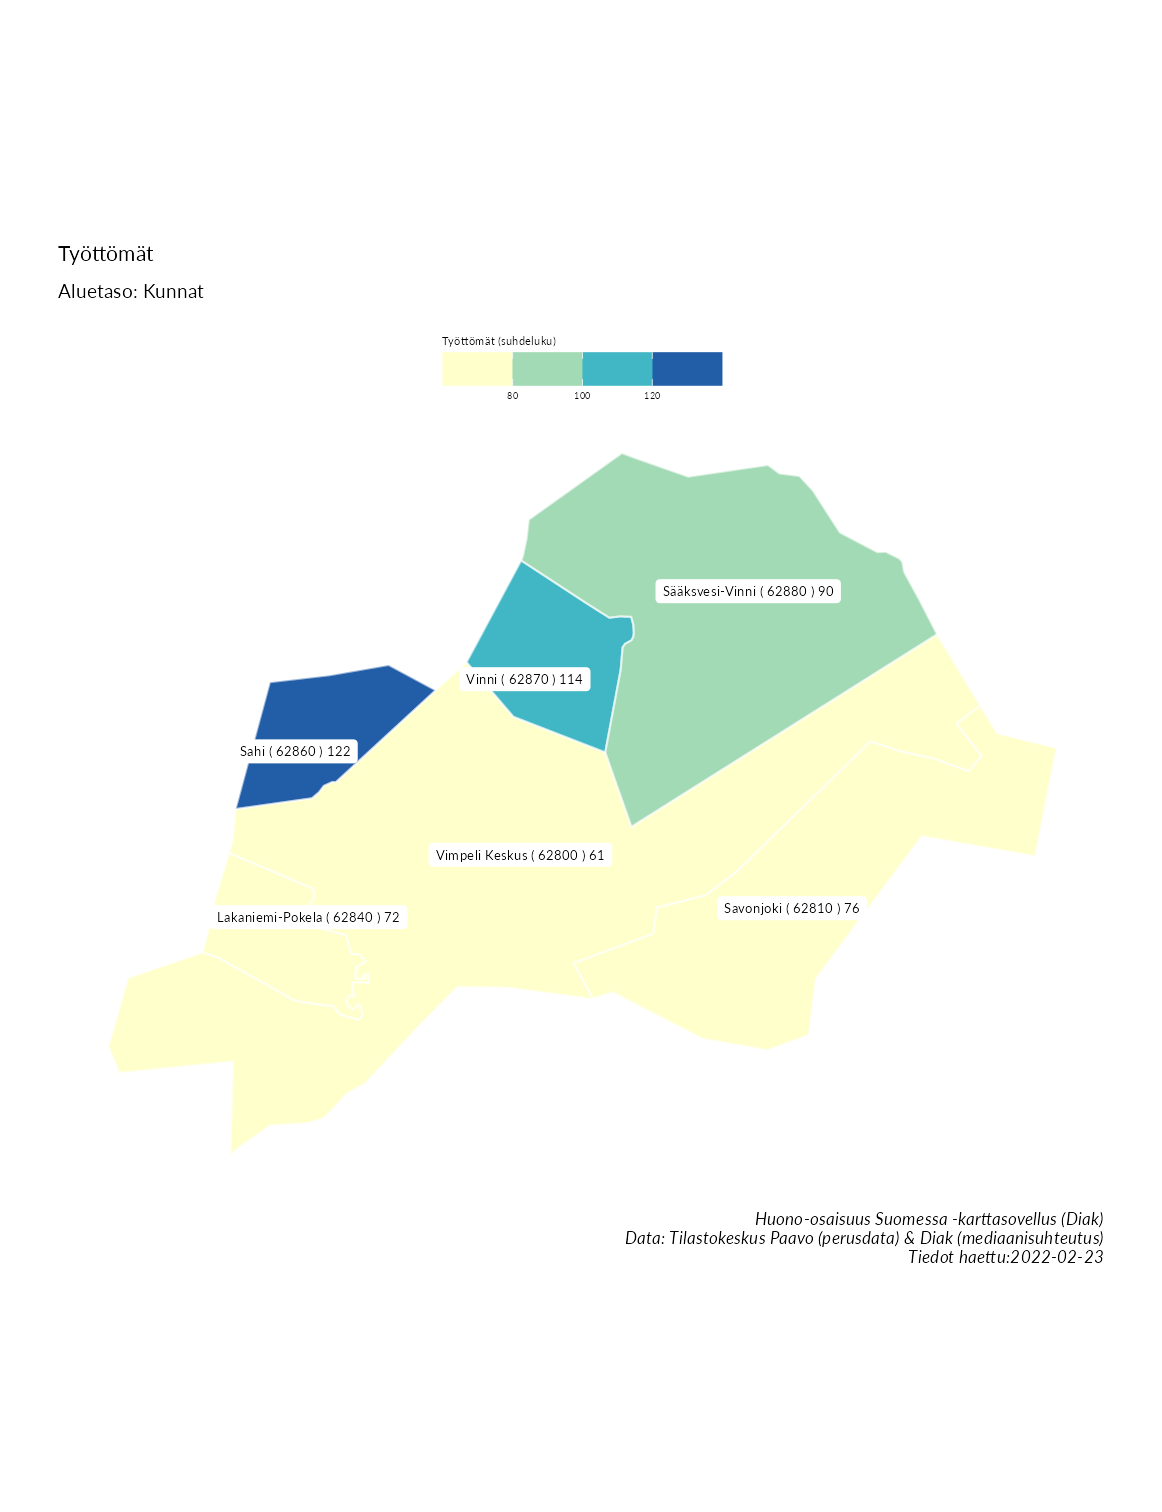 Työttömät
Aluetaso: Kunnat
Työttömät (suhdeluku)
80 100 120
Sääksvesi-Vinni ( 62880 ) 90
Vinni ( 62870 ) 114
Sahi ( 62860 ) 122
Vimpeli Keskus ( 62800 ) 61
Savonjoki ( 62810 ) 76
Lakaniemi-Pokela ( 62840 ) 72
Huono-osaisuus Suomessa -karttasovellus (Diak)
Data: Tilastokeskus Paavo (perusdata) & Diak (mediaanisuhteutus)
Tiedot haettu:2022-02-23